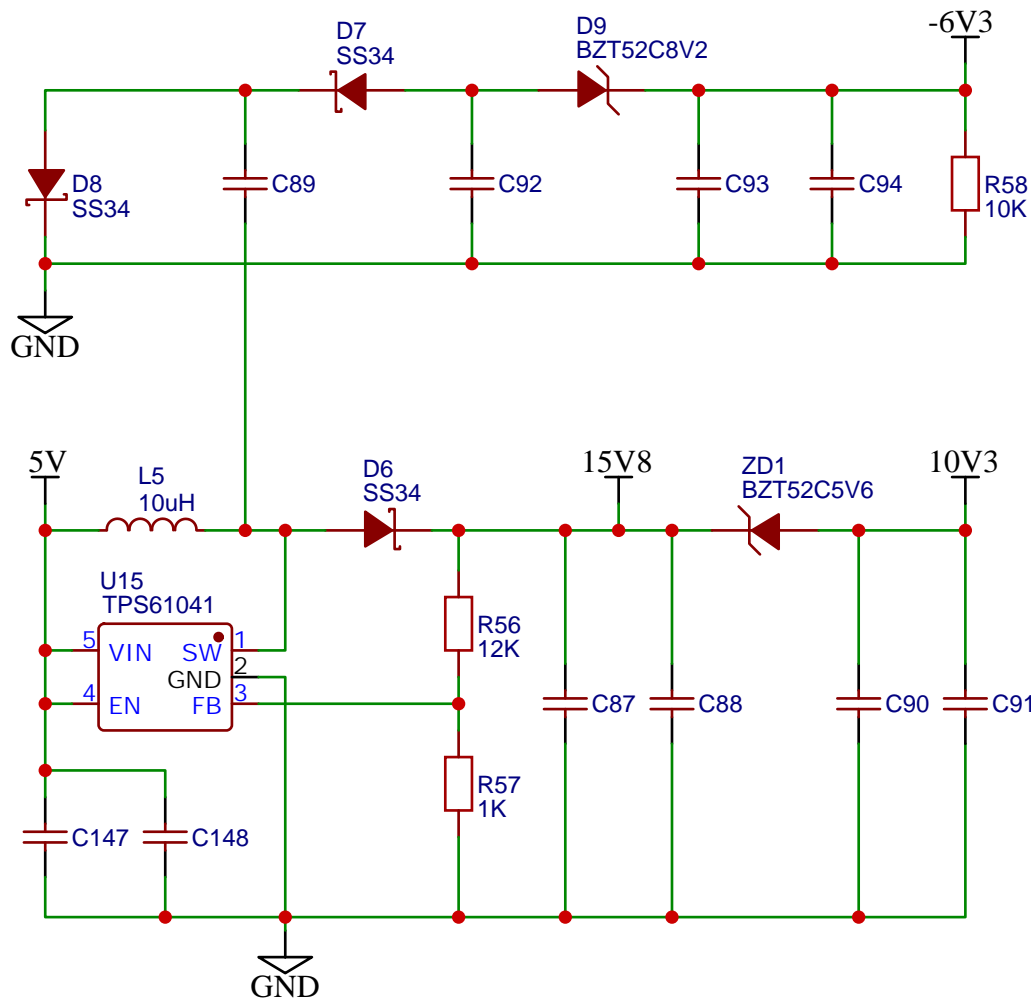 D7
SS34
D9
BZT52C8V2
-6V3
D8
SS34
C89
C92
C93
C94
R58
10K
GND
5V
L5
10uH
D6
SS34
15V8
ZD1
BZT52C5V6
10V3
U15
TPS61041
5
VIN
SW
1
GND
2
4
EN
FB
3
R56
12K
C87
C88
C90
C91
R57
1K
C147
C148
GND